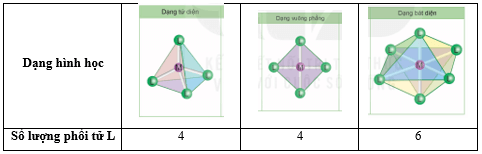 Dạng hình học
Dạng tứ diện
Dạng vuông phẳng
Dạng bát diện
Số lượng phối tử L
4
4
6